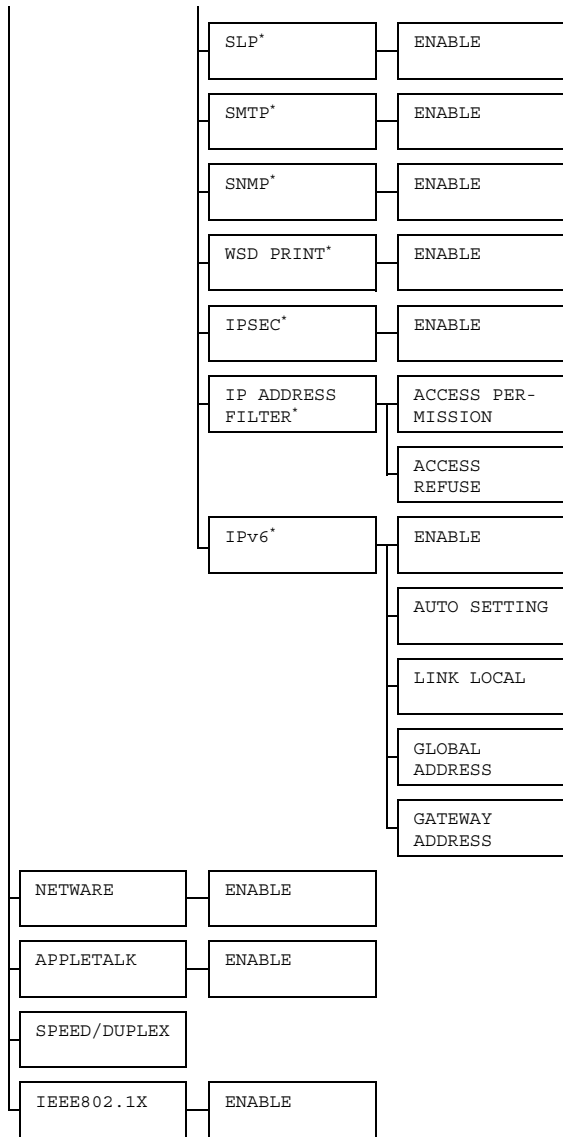 SLP*
ENABLE
SMTP*
ENABLE
SNMP*
ENABLE
WSD PRINT*
ENABLE
IPSEC*
ENABLE
IP ADDRESS
FILTER*
ACCESS PER-
MISSION
ACCESS
REFUSE
IPv6*
ENABLE
AUTO SETTING
LINK LOCAL
GLOBAL
ADDRESS
GATEWAY
ADDRESS
NETWARE
ENABLE
APPLETALK
ENABLE
SPEED/DUPLEX
IEEE802.1X
ENABLE